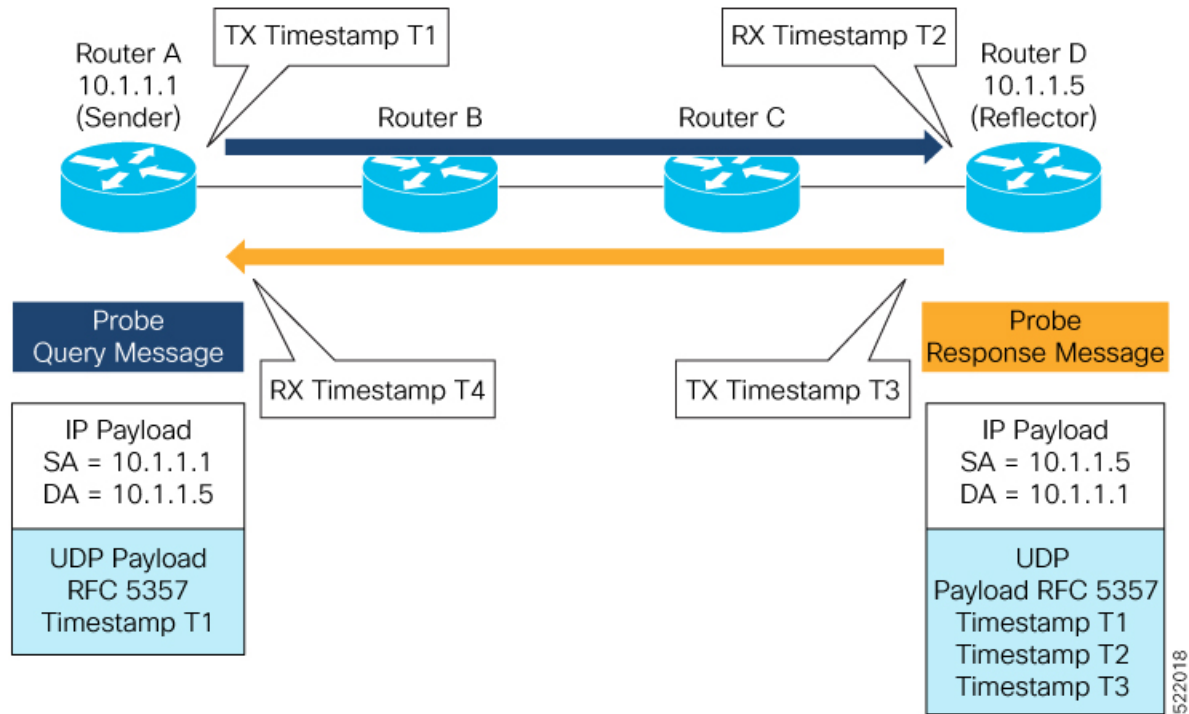 TX Timestamp T1
RX Timestamp T2
Router A
10.1.1.1
(Sender)
Router B
Router C
Router D
10.1.1.5
(Reflector)
Probe
Query Message
RX Timestamp T4
TX Timestamp T3
Probe
Response Message
IP Payload
SA = 10.1.1.1
DA = 10.1.1.5
UDP Payload
RFC 5357
Timestamp T1
IP Payload
SA = 10.1.1.5
DA = 10.1.1.1
UDP
Payload RFC 5357
Timestamp T1
Timestamp T2
Timestamp T3
522018